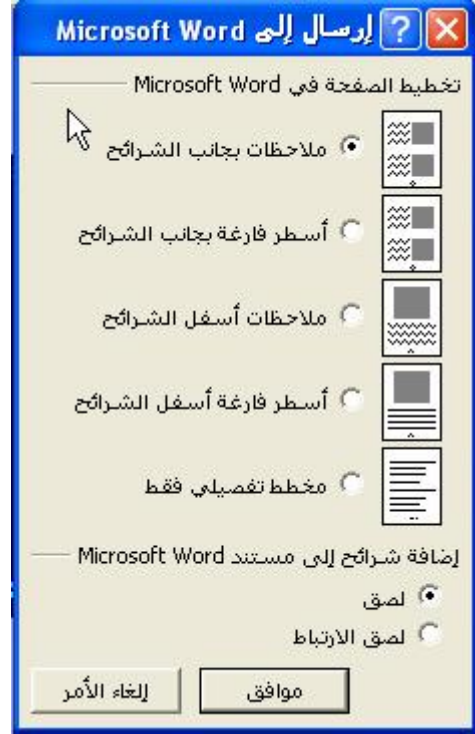 إرسال إلى Microsoft Word
تخطيط الصفحة في Microsoft Word
ملاحظات بجانب الشرائح
أسطر فارغة بجانب الشرائح
ملاحظات أسفل الشرائح
أسطر فارغة أسفل الشرائح
مخطط تفصيلي فقط
إضافة شرائح إلى مستند Microsoft Word
لصق
لصق الارتباط
موافق
إلغاء الأمر